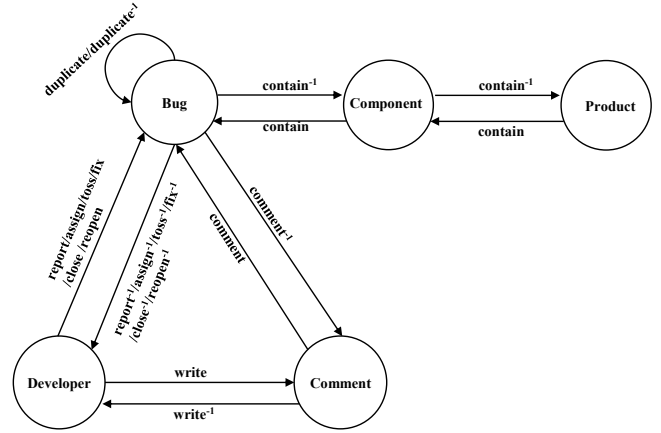 duplicate/duplicate⁻¹
Bug
contain⁻¹
contain
Component
contain⁻¹
contain
Product
report/assign/toss/fix
/close /reopen
report⁻¹/assign⁻¹/toss⁻¹/fix⁻¹
/close⁻¹/reopen⁻¹
comment
comment⁻¹
Developer
write
write⁻¹
Comment